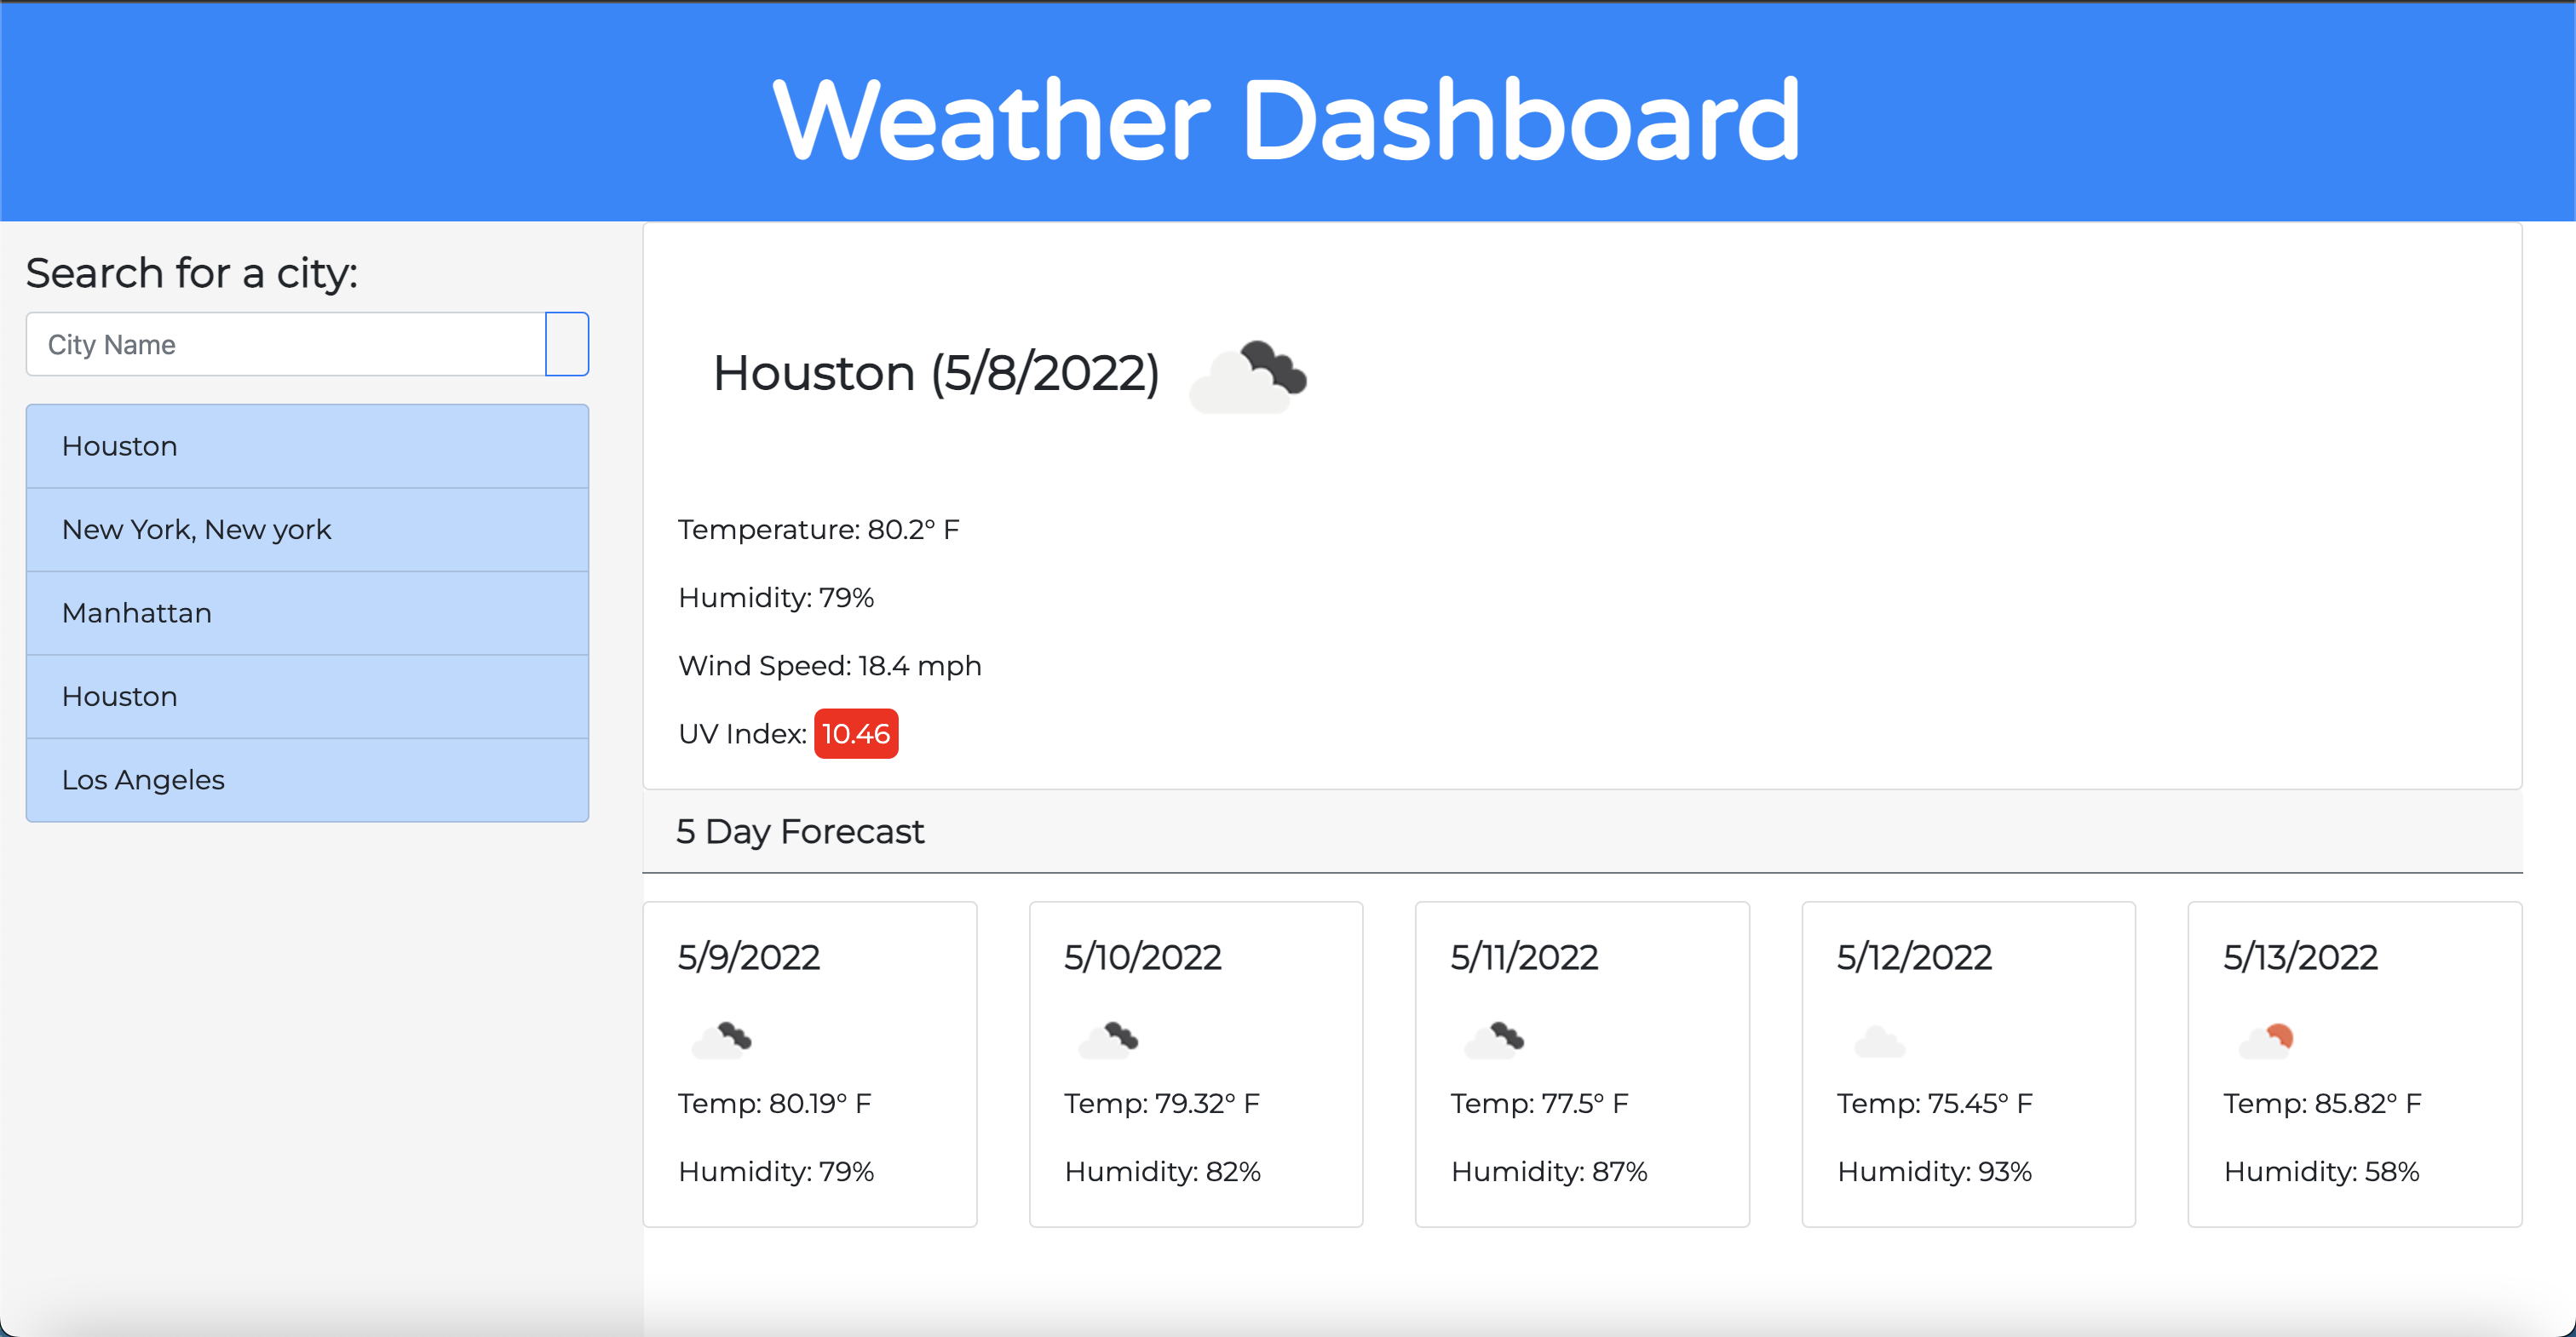 Weather Dashboard
Search for a city:
City Name
Houston
New York, New york
Manhattan
Houston
Los Angeles
Houston (5/8/2022)
Temperature: 80.2° F
Humidity: 79%
Wind Speed: 18.4 mph
UV Index: 10.46
5 Day Forecast
5/9/2022
Temp: 80.19° F
Humidity: 79%
5/10/2022
Temp: 79.32° F
Humidity: 82%
5/11/2022
Temp: 77.5° F
Humidity: 87%
5/12/2022
Temp: 75.45° F
Humidity: 93%
5/13/2022
Temp: 85.82° F
Humidity: 58%